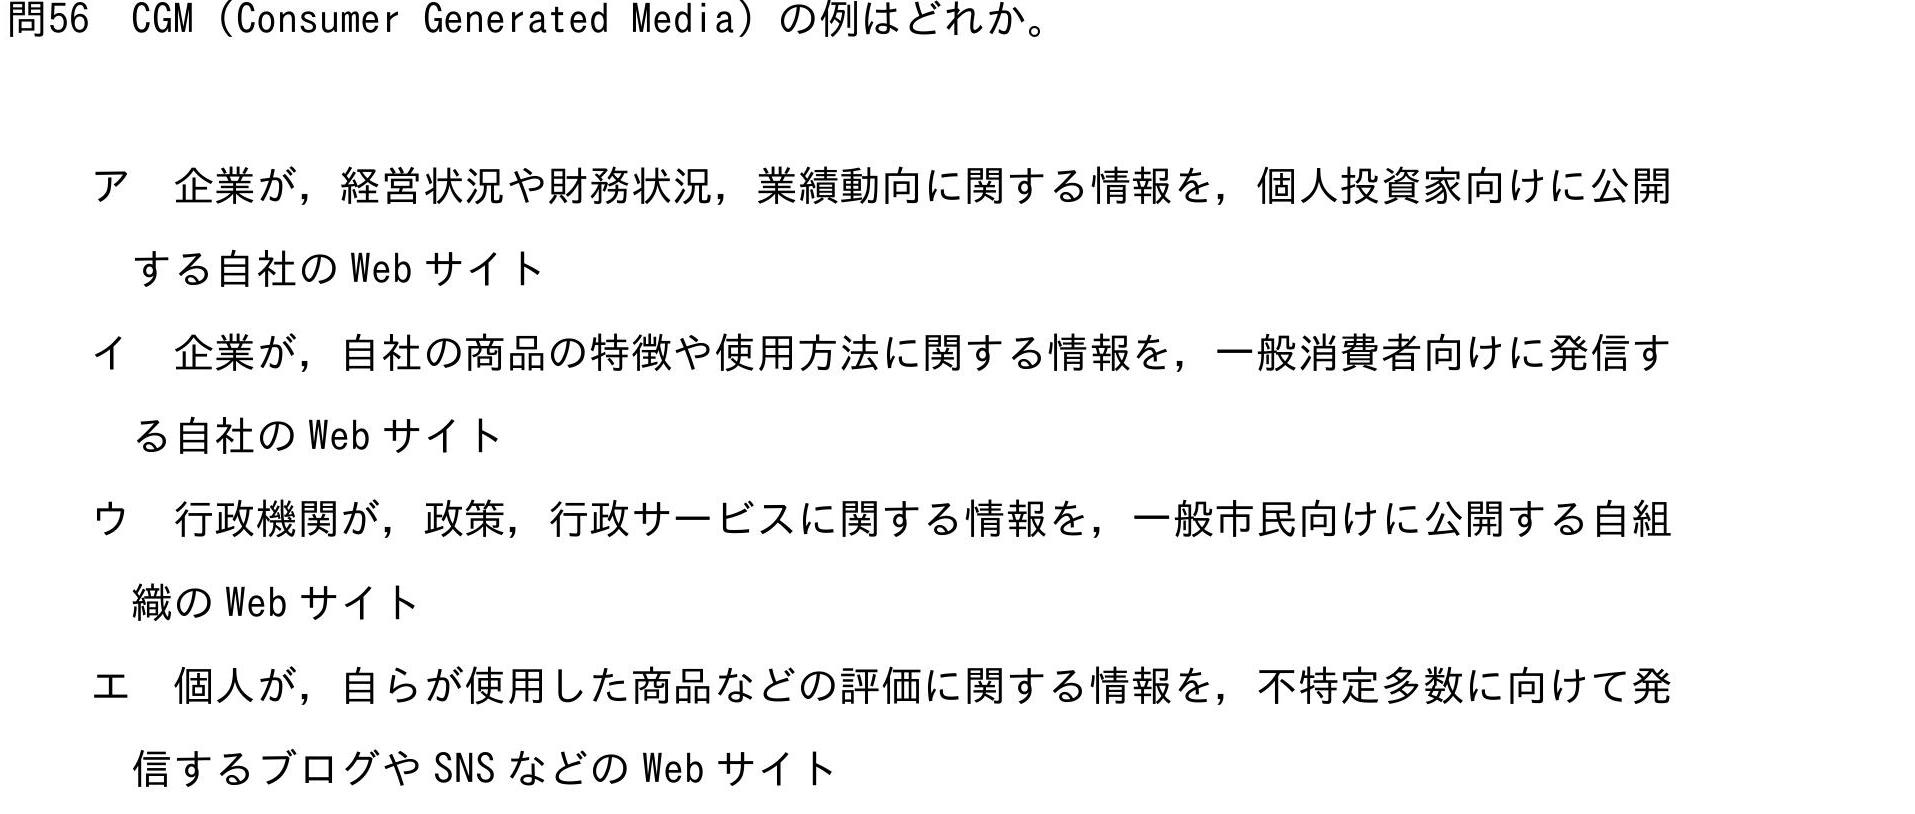 問56　CGM（Consumer Generated Media）の例はどれか。
ア　企業が，経営状況や財務状況，業績動向に関する情報を，個人投資家向けに公開
する自社の Web サイト
イ　企業が，自社の商品の特徴や使用方法に関する情報を，一般消費者向けに発信す
る自社の Web サイト
ウ　行政機関が，政策，行政サービスに関する情報を，一般市民向けに公開する自組
織の Web サイト
エ　個人が，自らが使用した商品などの評価に関する情報を，不特定多数に向けて発
信するブログや SNS などの Web サイト